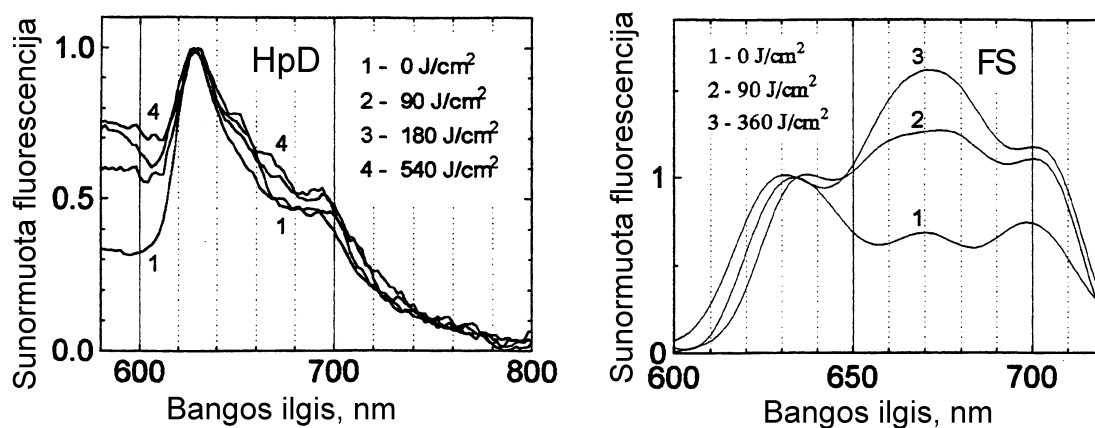 Sunormuota fluorescencija
1.0
0.5
0.0
HpD
1 - 0 J/cm²
2 - 90 J/cm²
3 - 180 J/cm²
4 - 540 J/cm²
4
4
1
1
600
700
800
Bangos ilgis, nm
Sunormuota fluorescencija
1
0
1 - 0 J/cm²
2 - 90 J/cm²
3 - 360 J/cm²
FS
3
2
1
600
650
700
Bangos ilgis, nm